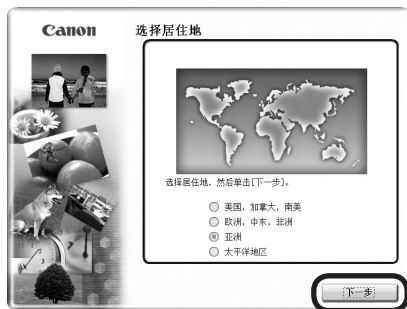 Canon
选择居住地
选择居住地，然后单击[下一步]。
美国，加拿大，南美
欧洲，中东，非洲
亚洲
太平洋地区
下一步